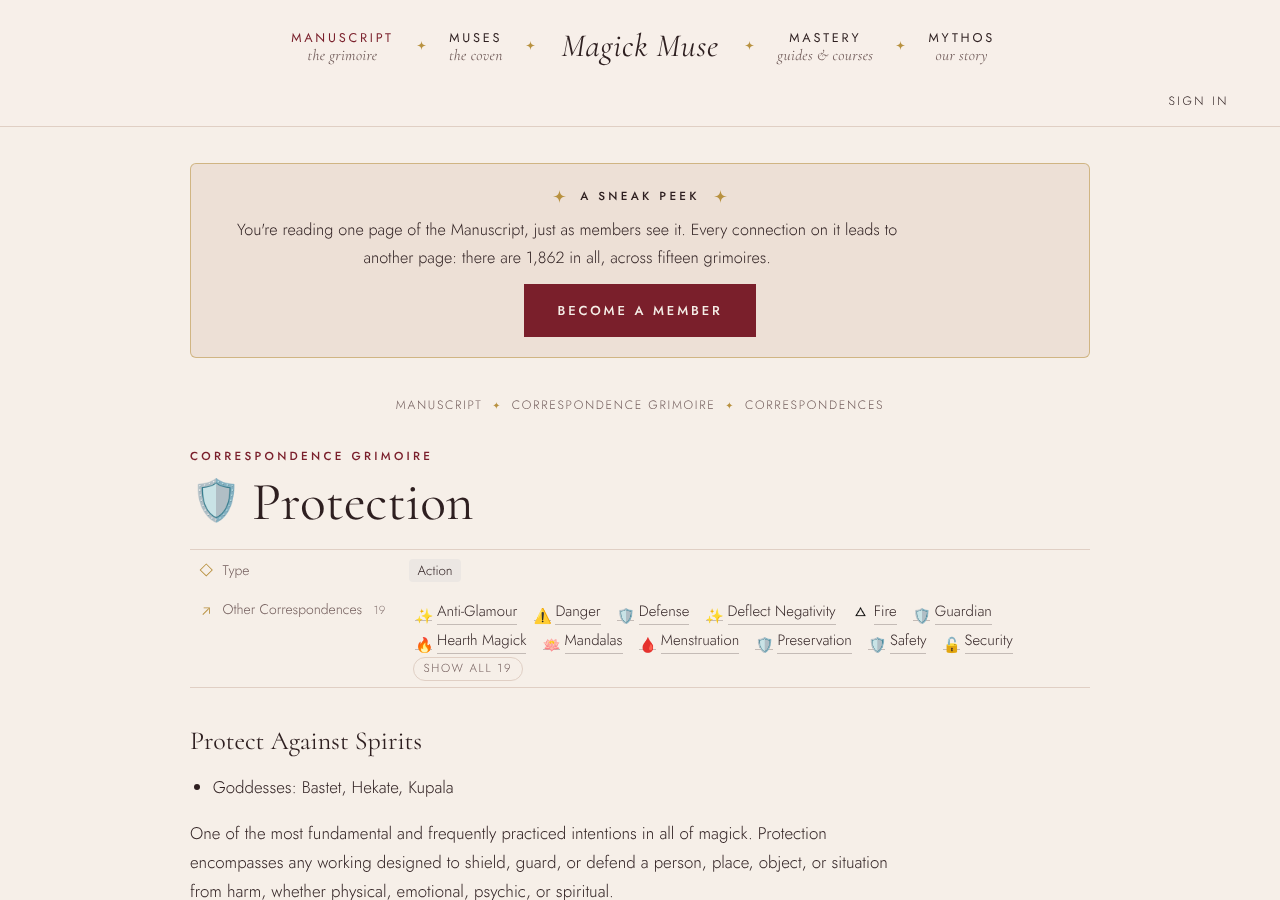 MANUSCRIPT
the grimoire
MUSES
the coven
Magick Muse
MASTERY
guides & courses
MYTHOS
our story
SIGN IN
A SNEAK PEEK
You're reading one page of the Manuscript, just as members see it. Every connection on it leads to
another page: there are 1,862 in all, across fifteen grimoires.
BECOME A MEMBER
MANUSCRIPT ✦ CORRESPONDENCE GRIMOIRE ✦ CORRESPONDENCES
CORRESPONDENCE GRIMOIRE
Protection
Type Action
Other Correspondences 19 Anti-Glamour Danger Defense Deflect Negativity Fire Guardian
Hearth Magick Mandalas Menstruation Preservation Safety Security
SHOW ALL 19
Protect Against Spirits
• Goddesses: Bastet, Hekate, Kupala
One of the most fundamental and frequently practiced intentions in all of magick. Protection
encompasses any working designed to shield, guard, or defend a person, place, object, or situation
from harm, whether physical, emotional, psychic, or spiritual.